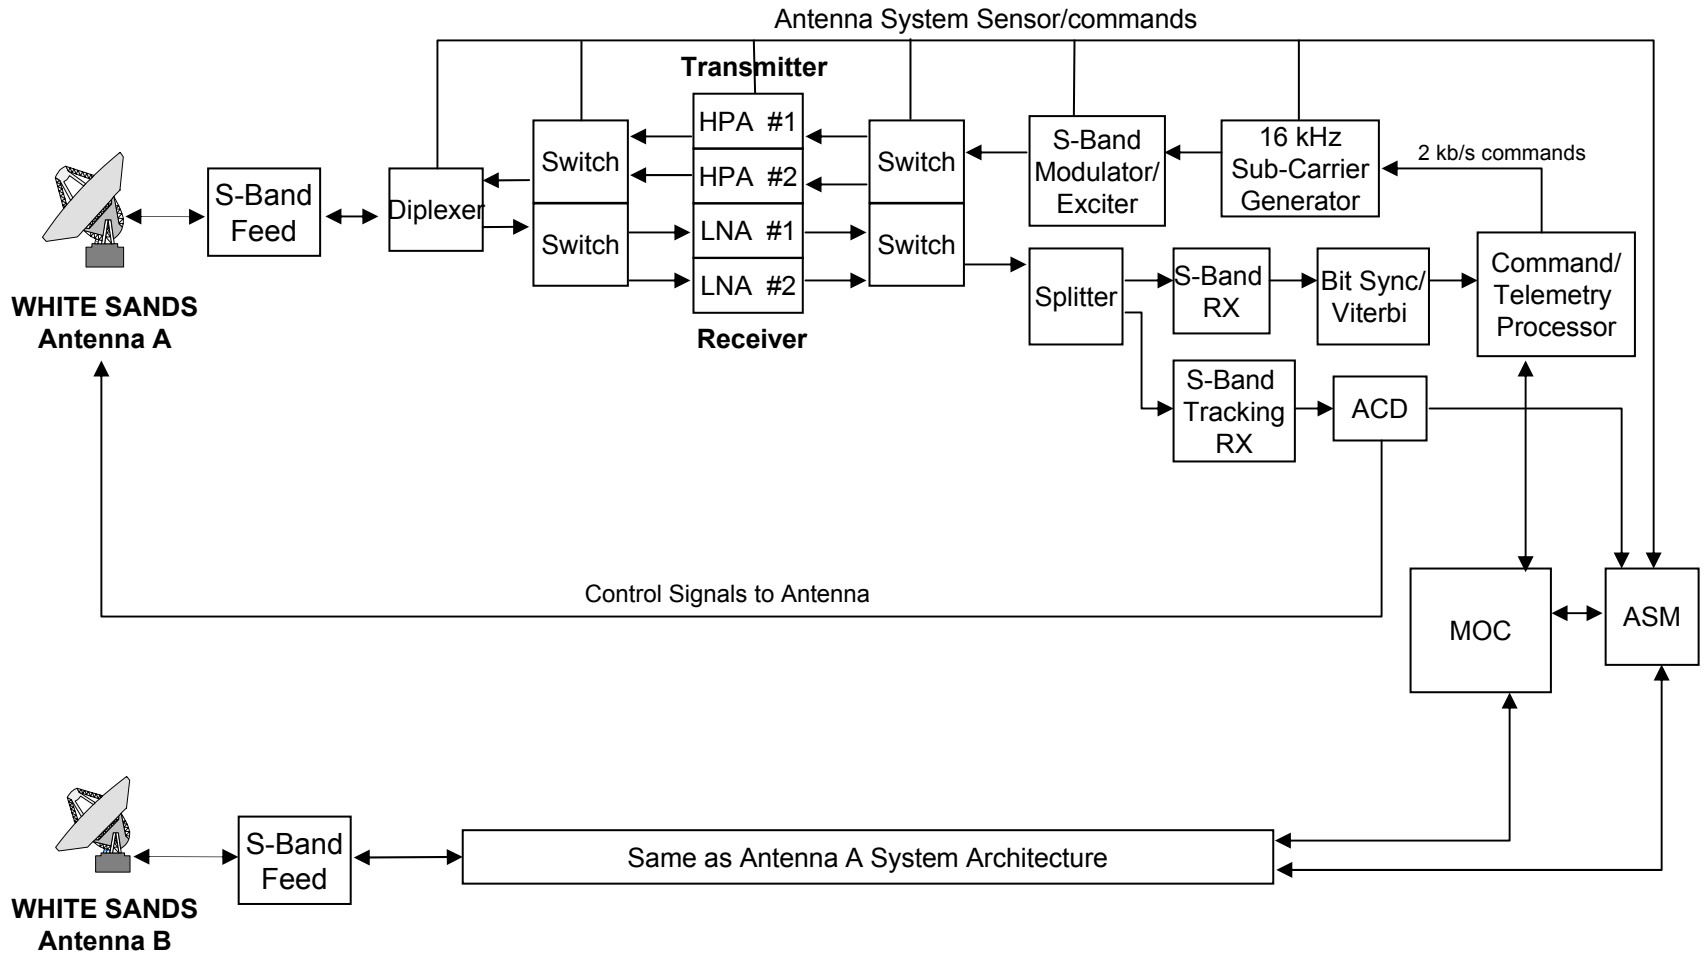 Antenna System Sensor/commands
Transmitter
HPA #1
HPA #2
LNA #1
LNA #2
Receiver
Switch
Switch
Switch
Switch
S-Band
Modulator/
Exciter
16 kHz
Sub-Carrier
Generator
2 kb/s commands
S-Band
Feed
Diplexer
WHITE SANDS
Antenna A
Splitter
S-Band
RX
Bit Sync/
Viterbi
Command/
Telemetry
Processor
S-Band
Tracking
RX
ACD
Control Signals to Antenna
MOC
ASM
S-Band
Feed
Same as Antenna A System Architecture
WHITE SANDS
Antenna B